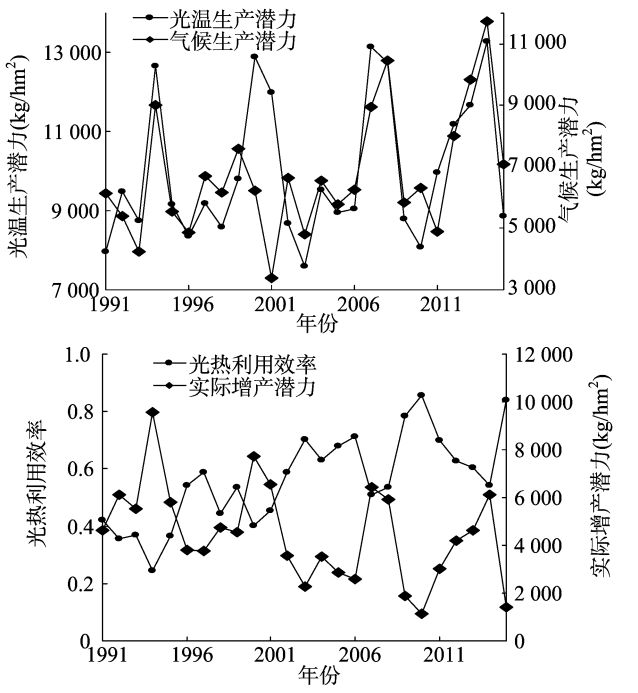 光温生产潜力
气候生产潜力
光温生产潜力(kg/hm²)
13 000
11 000
9 000
7 000
11 000
9 000
7 000
5 000
3 000
气候生产潜力
(kg/hm²)
1991 1996 2001 2006 2011
年份
光热利用效率
实际增产潜力
光热利用效率
1.0
0.8
0.6
0.4
0.2
0
12 000
10 000
8 000
6 000
4 000
2 000
0
实际增产潜力(kg/hm²)
1991 1996 2001 2006 2011
年份